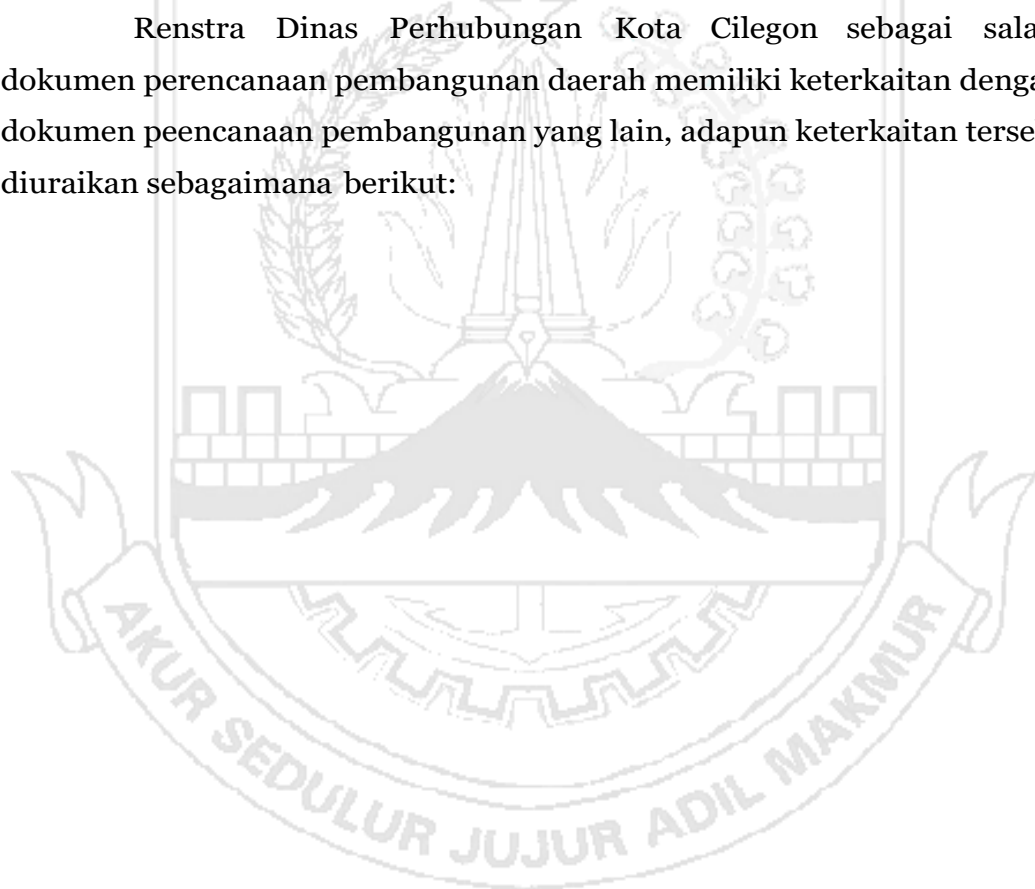 Renstra Dinas Perhubungan Kota Cilegon sebagai sala
dokumen perencanaan pembangunan daerah memiliki keterkaitan denga
dokumen peencanaan pembangunan yang lain, adapun keterkaitan terse
diuraikan sebagaimana berikut:
AKUR SEDULUR JUJUR ADIL MAKMUR